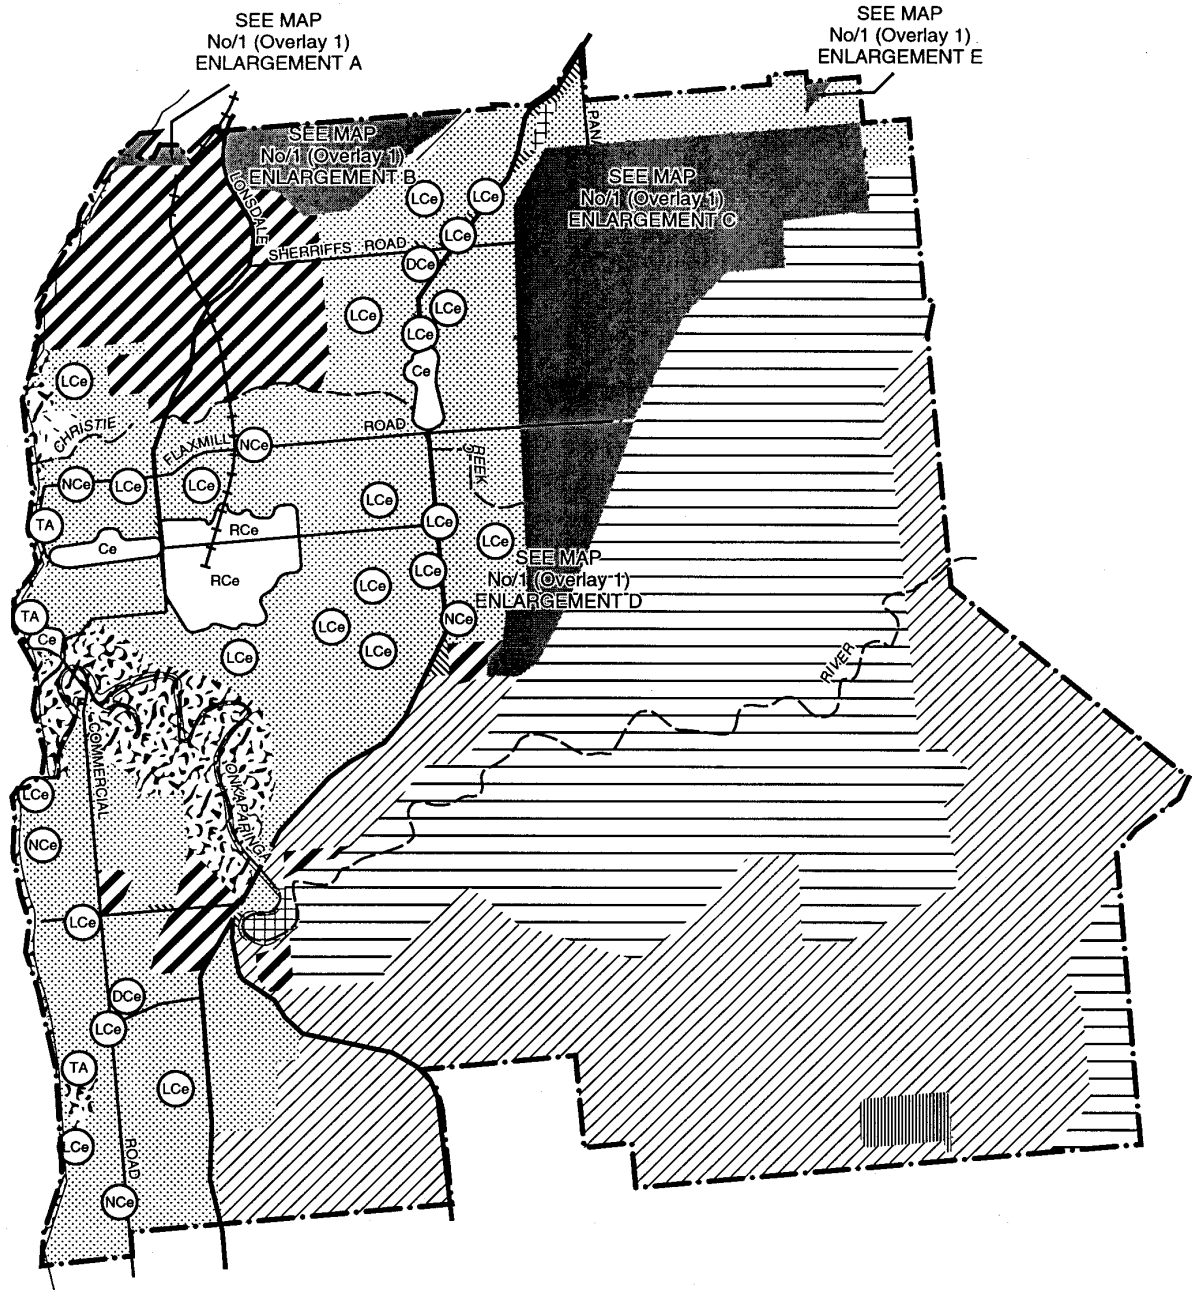 SEE MAP
No/1 (Overlay 1)
ENLARGEMENT A
SEE MAP
No/1 (Overlay 1)
ENLARGEMENT E
PAN
SEE MAP
No/1 (Overlay 1)
ENLARGEMENT B
SEE MAP
No/1 (Overlay 1)
ENLARGEMENT C
LONSDALE
LCe
LCe
LCe
SHERRIFFS ROAD
DCe
LCe
LCe
LCe
Ce
LCe
CHRISTIE
FLAXMILL
NCe
ROAD
NCe
LCe
LCe
LCe
TA
RCe
LCe
LCe
Ce
RCe
SEE MAP
No/1 (Overlay 1)
ENLARGEMENT D
LCe
LCe
TA
LCe
NCe
Ce
LCe
LCe
RIVER
COMMERCIAL
ONKAPARINGA
LCe
NCe
LCe
DCe
LCe
TA
LCe
LCe
ROAD
NCe